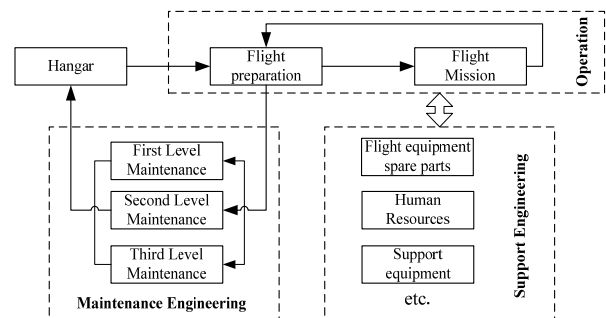 Hangar
Flight
preparation
Flight
Mission
Operation
First Level
Maintenance
Second Level
Maintenance
Third Level
Maintenance
Maintenance Engineering
Flight equipment
spare parts
Human
Resources
Support
equipment
etc.
Support Engineering